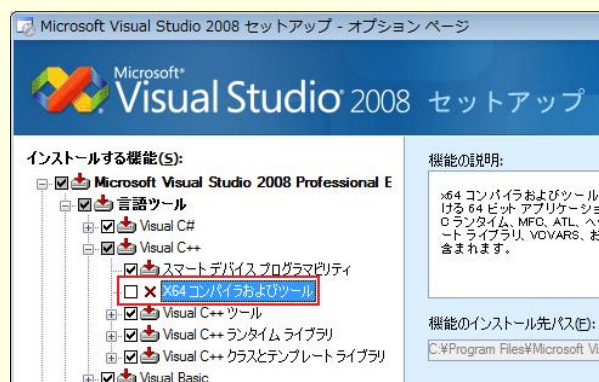 Microsoft Visual Studio 2008 セットアップ - オプション ページ
Microsoft®
Visual Studio 2008 セットアップ
インストールする機能(S):
Microsoft Visual Studio 2008 Professional E
言語ツール
Visual C#
Visual C++
スマート デバイス プログラマビリティ
X64 コンパイラおよびツール
Visual C++ ツール
Visual C++ ランタイム ライブラリ
Visual C++ クラスとテンプレート ライブラリ
Visual Basic
機能の説明:
x64 コンパイラおよびツール
ける 64 ビット アプリケーショ
C ランタイム、MFC、ATL、ヘッ
ート ライブラリ、VCVARS、お
含まれます。
機能のインストール先パス(F):
C:¥Program Files¥Microsoft Vi